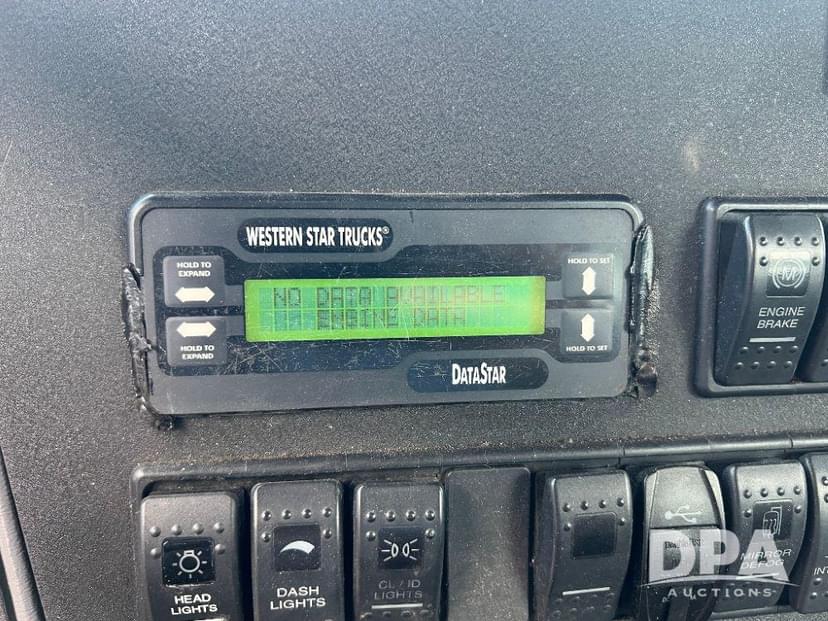 WESTERN STAR TRUCKS®
HOLD TO
EXPAND
HOLD TO SET
NO DATA AVAILABLE
ENGINE DATA
HOLD TO
EXPAND
HOLD TO SET
DATASTAR
ENGINE
BRAKE
HEAD
LIGHTS
DASH
LIGHTS
CL/ID
LIGHTS
MIRROR
DEFOG
INT
DPA
AUCTIONS